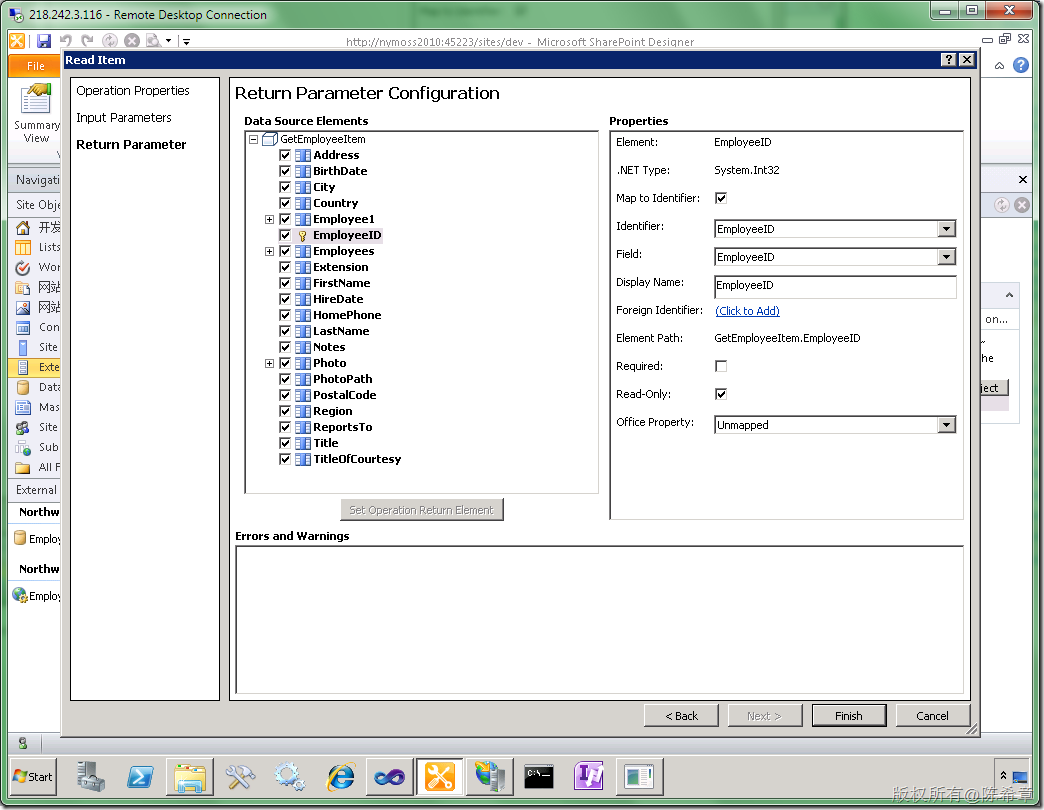 218.242.3.116 - Remote Desktop Connection
http://nymoss2010:45223/sites/dev - Microsoft SharePoint Designer
File
Read Item
Summary
View
Navigati
Site Obje
开发
Lists
Wor
网站
网站
Con
Site
Exte
Data
Mas
Site
Sub
All F
External
Northw
Employ
Northw
Employ
Operation Properties
Input Parameters
Return Parameter
Return Parameter Configuration
Data Source Elements
GetEmployeeItem
Address
BirthDate
City
Country
Employee1
EmployeeID
Employees
Extension
FirstName
HireDate
HomePhone
LastName
Notes
Photo
PhotoPath
PostalCode
Region
ReportsTo
Title
TitleOfCourtesy
Set Operation Return Element
Properties
Element: EmployeeID
.NET Type: System.Int32
Map to Identifier:
Identifier: EmployeeID
Field: EmployeeID
Display Name: EmployeeID
Foreign Identifier: (Click to Add)
Element Path: GetEmployeeItem.EmployeeID
Required:
Read-Only:
Office Property: Unmapped
Errors and Warnings
on...
he
ject
< Back
Next >
Finish
Cancel
Start
版权所有@陈希章